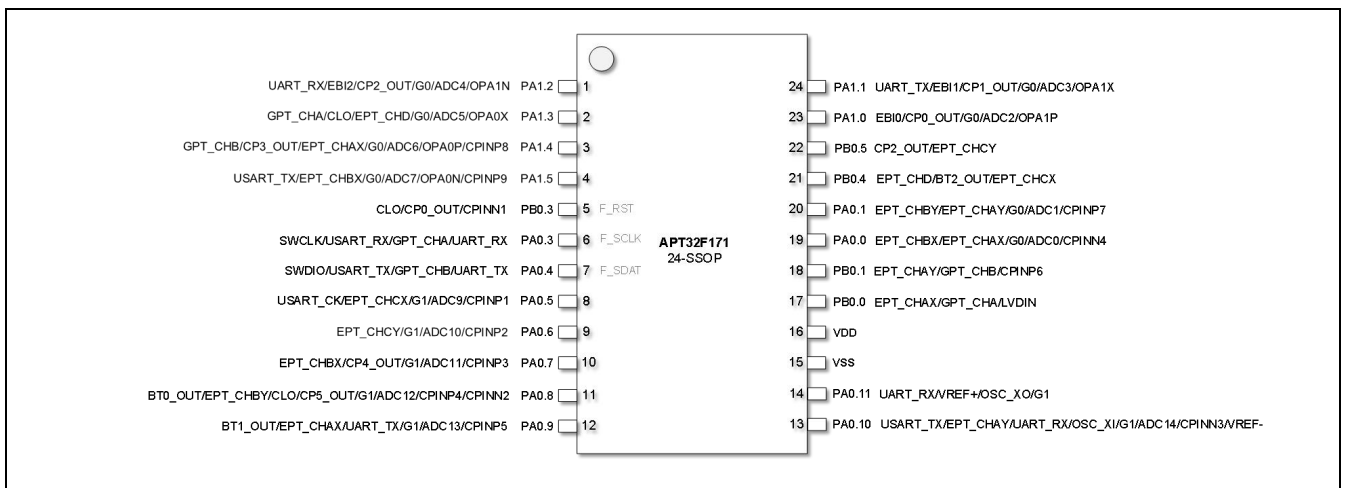 UART_RX/EBI2/CP2_OUT/G0/ADC4/OPA1N PA1.2 1
GPT_CHA/CLO/EPT_CHD/G0/ADC5/OPA0X PA1.3 2
GPT_CHB/CP3_OUT/EPT_CHAX/G0/ADC6/OPA0P/CPINP8 PA1.4 3
USART_TX/EPT_CHBX/G0/ADC7/OPA0N/CPINP9 PA1.5 4
CLO/CP0_OUT/CPINN1 PB0.3 5 F_RST
SWCLK/USART_RX/GPT_CHA/UART_RX PA0.3 6 F_SCLK
SWDIO/USART_TX/GPT_CHB/UART_TX PA0.4 7 F_SDAT
USART_CK/EPT_CHCX/G1/ADC9/CPINP1 PA0.5 8
EPT_CHCY/G1/ADC10/CPINP2 PA0.6 9
EPT_CHBX/CP4_OUT/G1/ADC11/CPINP3 PA0.7 10
BT0_OUT/EPT_CHBY/CLO/CP5_OUT/G1/ADC12/CPINP4/CPINN2 PA0.8 11
BT1_OUT/EPT_CHAX/UART_TX/G1/ADC13/CPINP5 PA0.9 12
APT32F171
24-SSOP
24 PA1.1 UART_TX/EBI1/CP1_OUT/G0/ADC3/OPA1X
23 PA1.0 EBI0/CP0_OUT/G0/ADC2/OPA1P
22 PB0.5 CP2_OUT/EPT_CHCY
21 PB0.4 EPT_CHD/BT2_OUT/EPT_CHCX
20 PA0.1 EPT_CHBY/EPT_CHAY/G0/ADC1/CPINP7
19 PA0.0 EPT_CHBX/EPT_CHAX/G0/ADC0/CPINN4
18 PB0.1 EPT_CHAY/GPT_CHB/CPINP6
17 PB0.0 EPT_CHAX/GPT_CHA/LVDIN
16 VDD
15 VSS
14 PA0.11 UART_RX/VREF+/OSC_XO/G1
13 PA0.10 USART_TX/EPT_CHAY/UART_RX/OSC_XI/G1/ADC14/CPINN3/VREF-